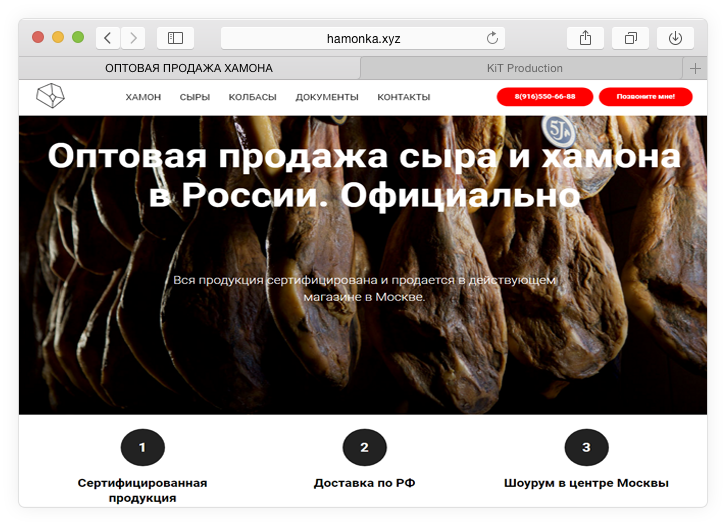 hamonka.xyz
ОПТОВАЯ ПРОДАЖА ХАМОНА
KiT Production
ХАМОН СЫРЫ КОЛБАСЫ ДОКУМЕНТЫ КОНТАКТЫ 8(916)550-66-88 Позвоните мне!
5J
Оптовая продажа сыра и хамона
в России. Официально
Вся продукция сертифицирована и продается в действующем
магазине в Москве.
1
2
3
Сертифицированная
продукция
Доставка по РФ
Шоурум в центре Москвы